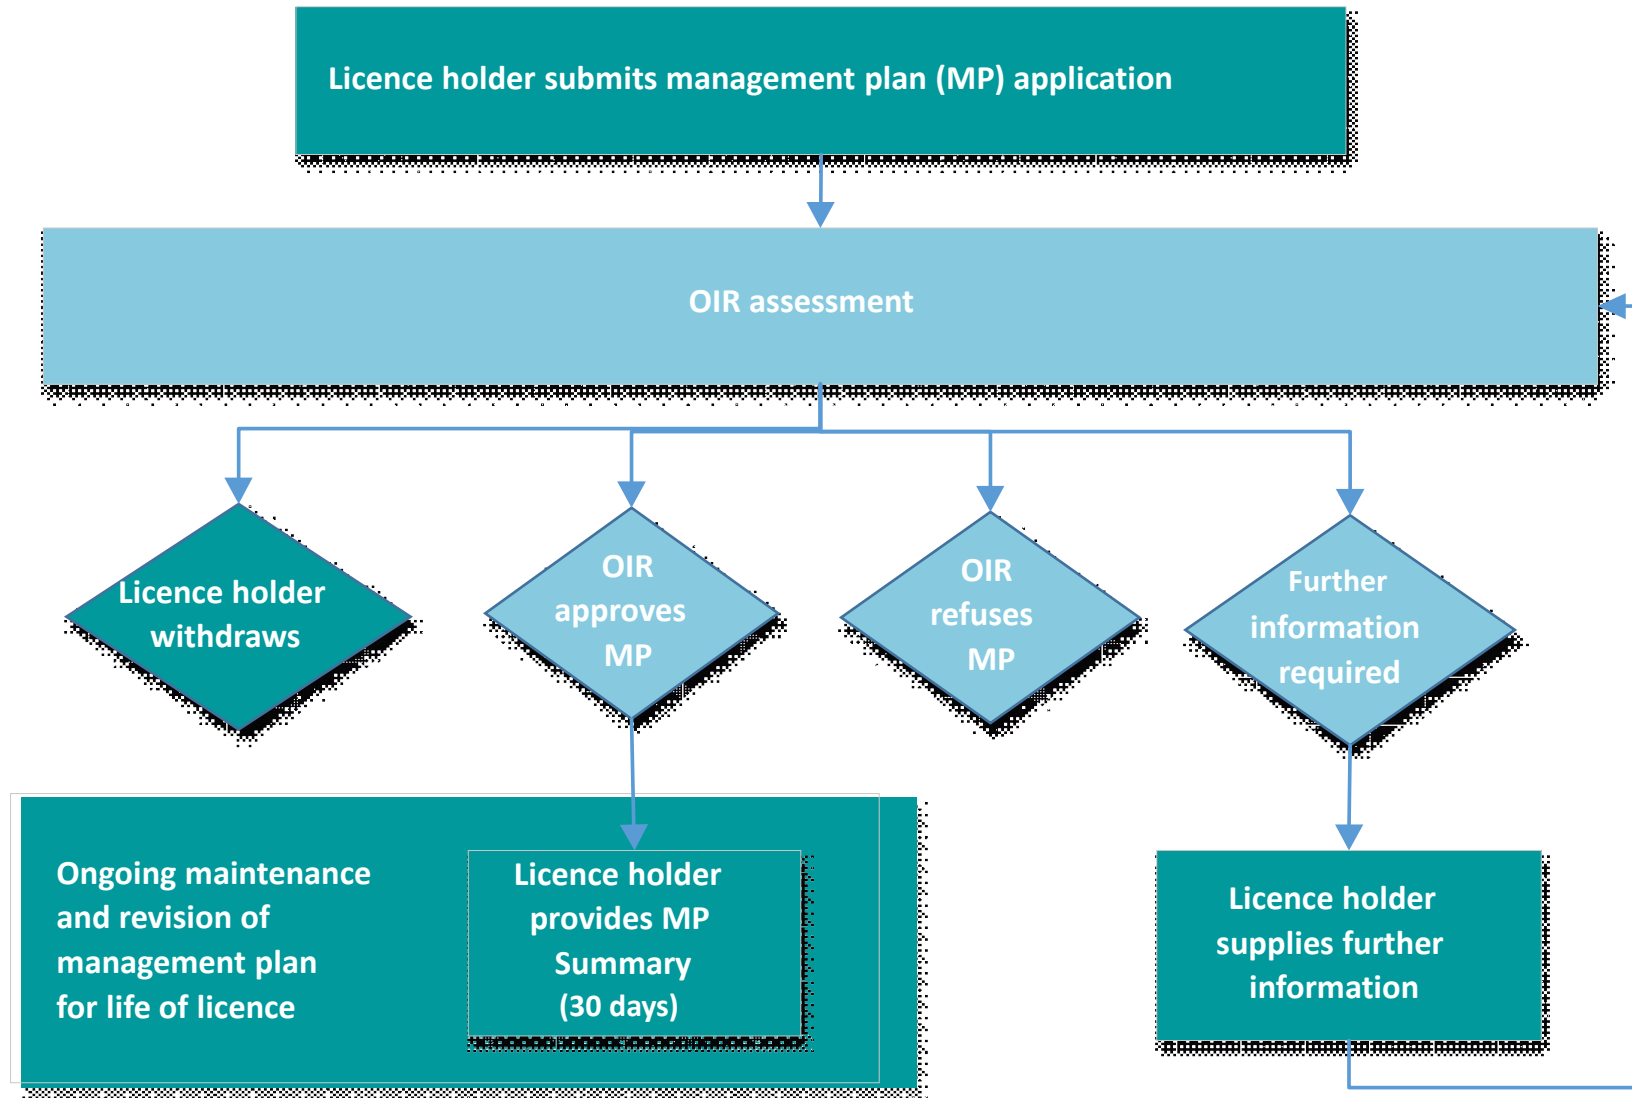 Licence holder submits management plan (MP) application
OIR assessment
Licence holder
withdraws
OIR
approves
MP
OIR
refuses
MP
Further
information
required
Ongoing maintenance
and revision of
management plan
for life of licence
Licence holder
provides MP
Summary
(30 days)
Licence holder
supplies further
information